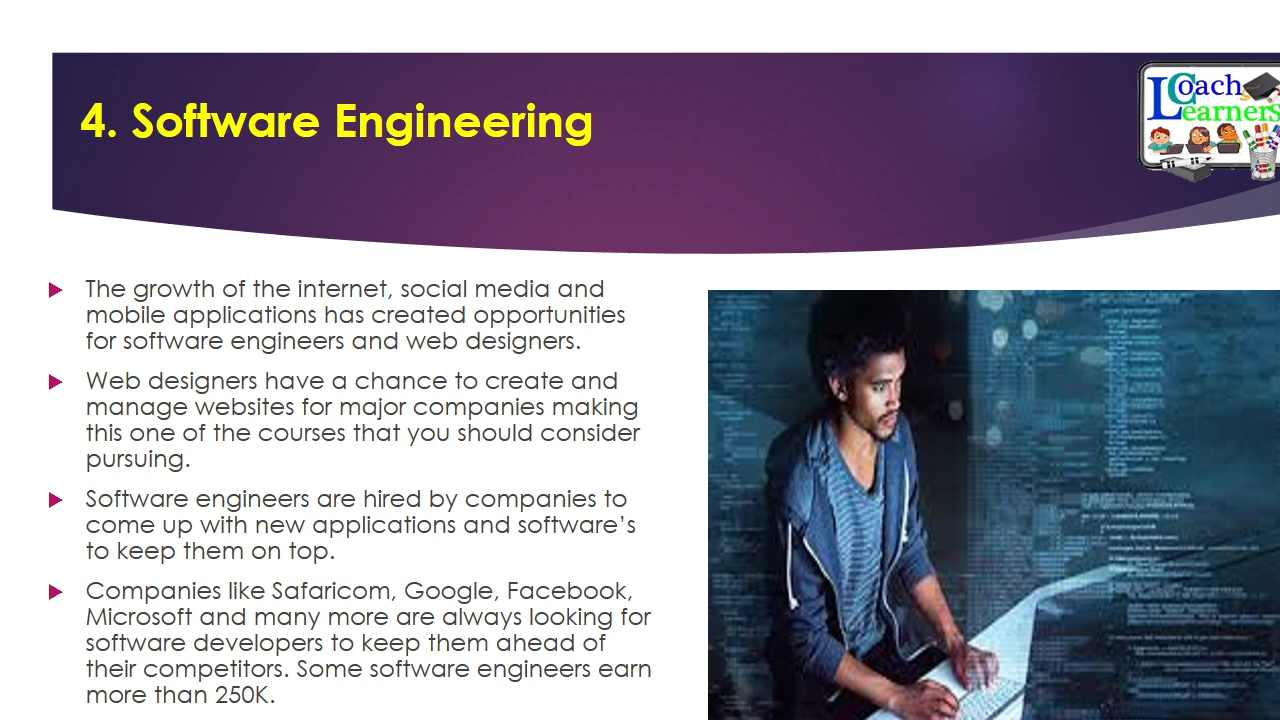 4. Software Engineering
Coach
Learners
The growth of the internet, social media and
mobile applications has created opportunities
for software engineers and web designers.
Web designers have a chance to create and
manage websites for major companies making
this one of the courses that you should consider
pursuing.
Software engineers are hired by companies to
come up with new applications and software’s
to keep them on top.
Companies like Safaricom, Google, Facebook,
Microsoft and many more are always looking for
software developers to keep them ahead of
their competitors. Some software engineers earn
more than 250K.